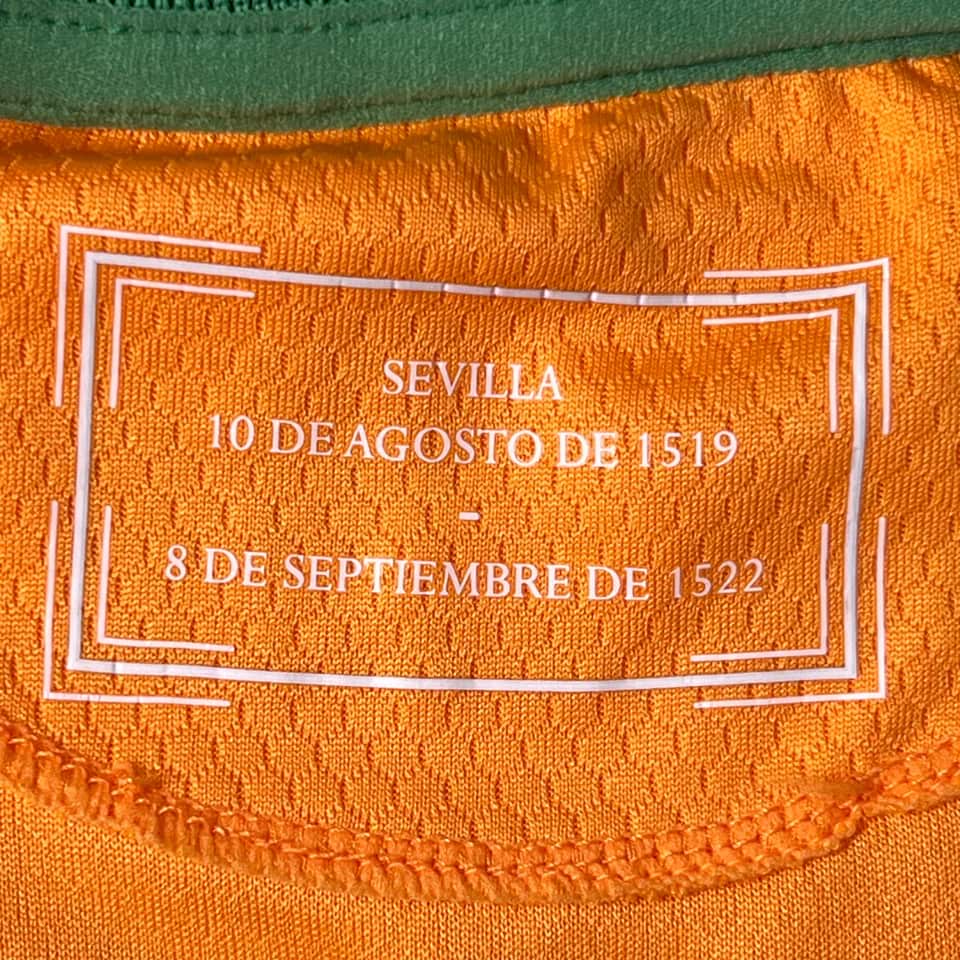 SEVILLA
10 DE AGOSTO DE 1519
-
8 DE SEPTIEMBRE DE 1522